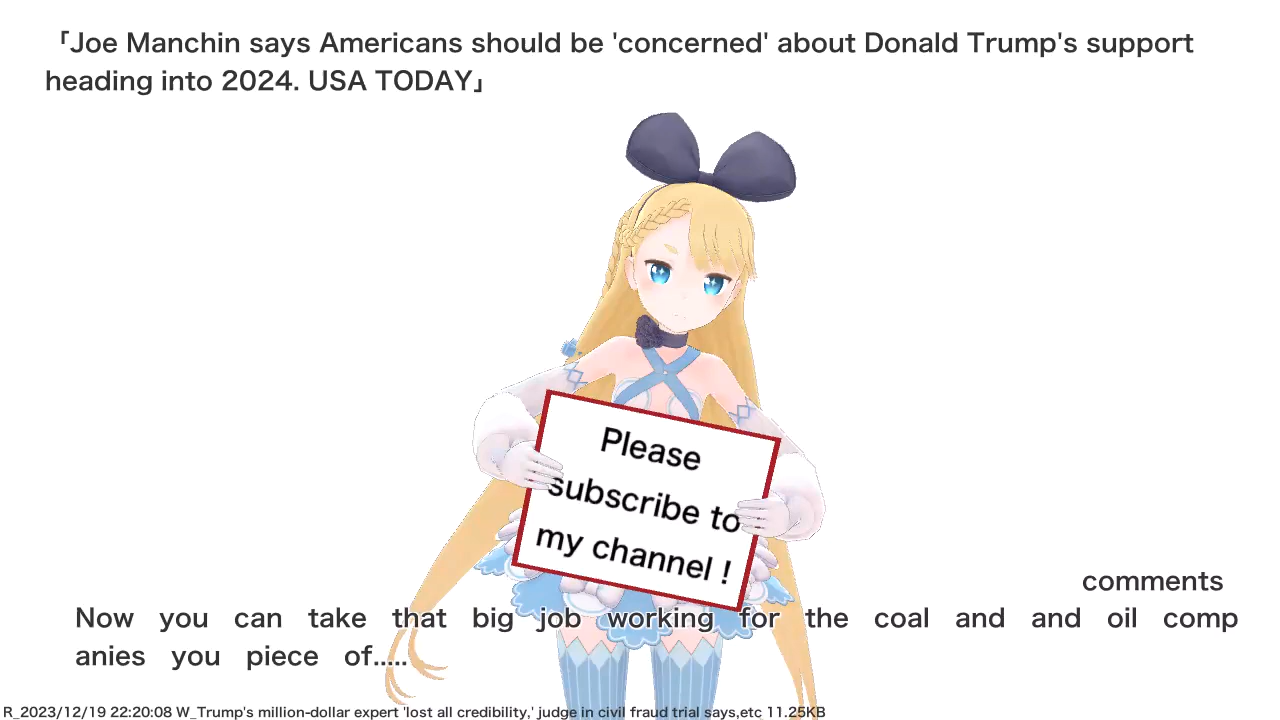 「Joe Manchin says Americans should be 'concerned' about Donald Trump's support
heading into 2024. USA TODAY」
Please
subscribe to
my channel !
comments
Now you can take that big job working for the coal and and oil comp
anies you piece of.....
R_2023/12/19 22:20:08 W_Trump's million-dollar expert 'lost all credibility,' judge in civil fraud trial says,etc 11.25KB